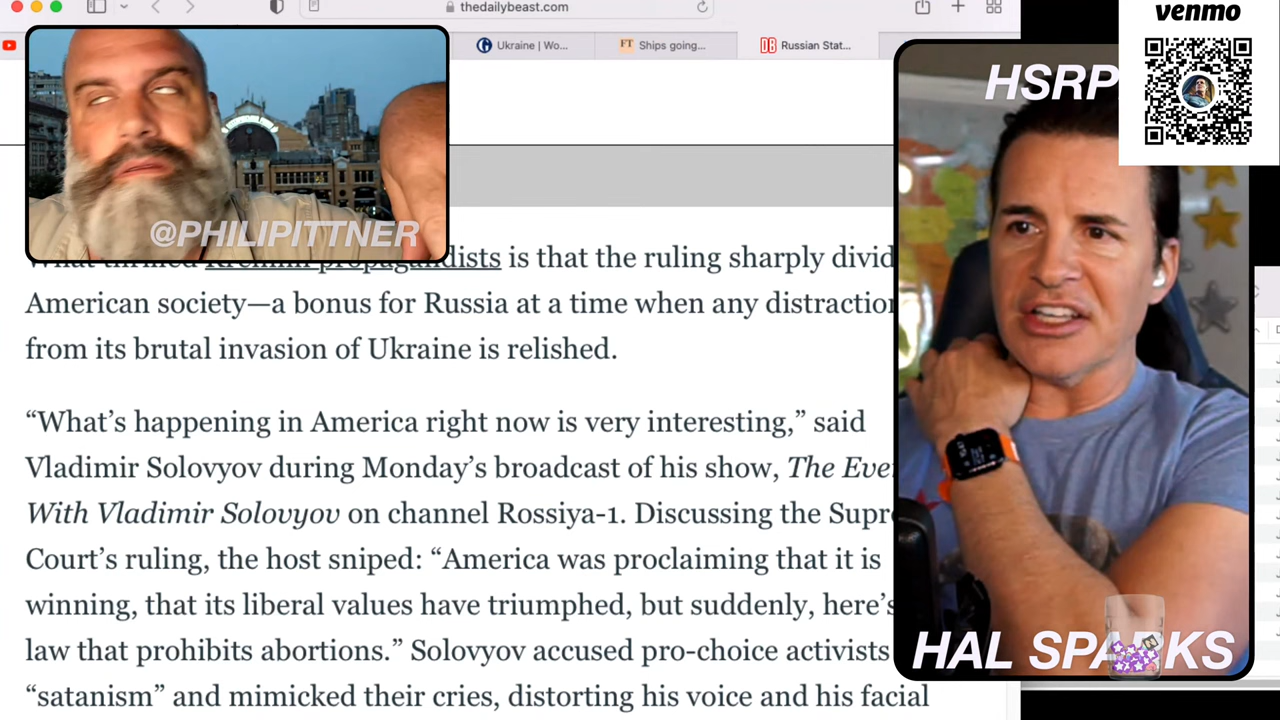 thedailybeast.com
venmo
Ukraine | Wo...
Ships going...
Russian Stat...
HSRP
@PHILIPITTNER
propagandists is that the ruling sharply divid
American society—a bonus for Russia at a time when any distraction
from its brutal invasion of Ukraine is relished.
“What’s happening in America right now is very interesting,” said
Vladimir Solovyov during Monday’s broadcast of his show, The Eve
With Vladimir Solovyov on channel Rossiya-1. Discussing the Supr
Court’s ruling, the host sniped: “America was proclaiming that it is
winning, that its liberal values have triumphed, but suddenly, here’s
law that prohibits abortions.” Solovyov accused pro-choice activists
“satanism” and mimicked their cries, distorting his voice and his facial
HAL SPARKS